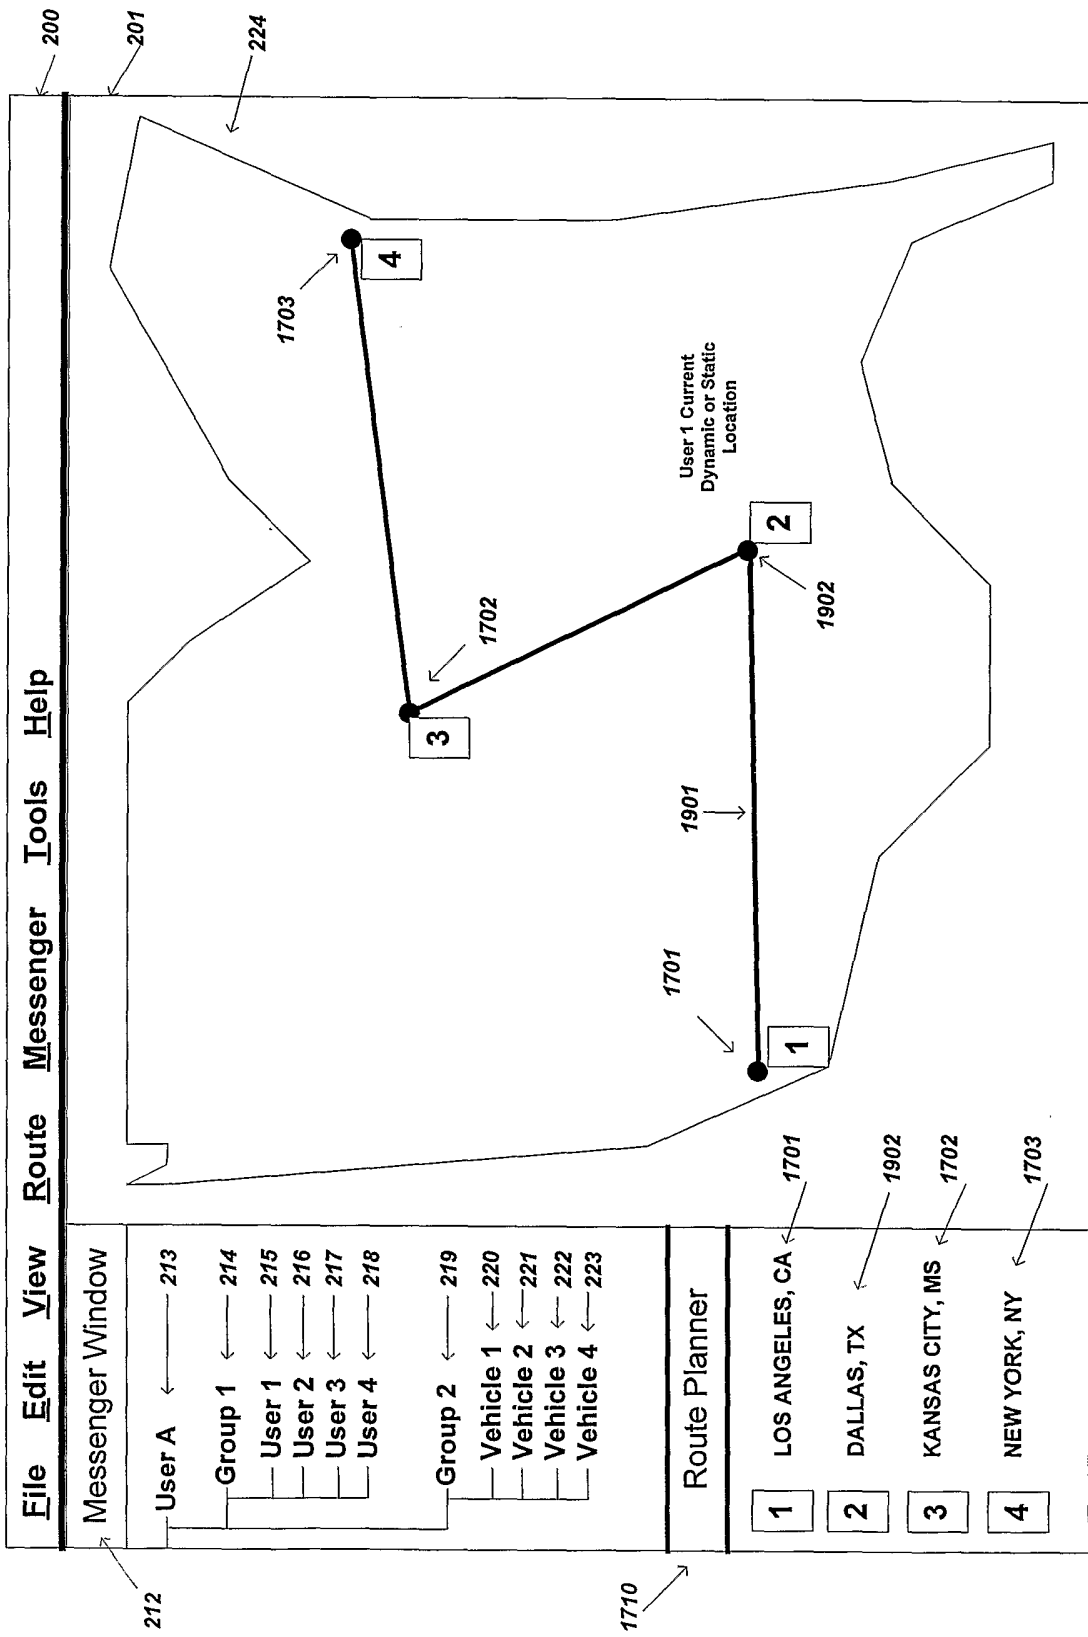 File Edit View Route Messenger Tools Help
200
201
224
Messenger Window
212
User A 213
Group 1 214
User 1 215
User 2 216
User 3 217
User 4 218
Group 2 219
Vehicle 1 220
Vehicle 2 221
Vehicle 3 222
Vehicle 4 223
1710
Route Planner
1 LOS ANGELES, CA 1701
2 DALLAS, TX 1902
3 KANSAS CITY, MS 1702
4 NEW YORK, NY 1703
1703
4
1702
3
User 1 Current
Dynamic or Static
Location
2
1902
1901
1701
1